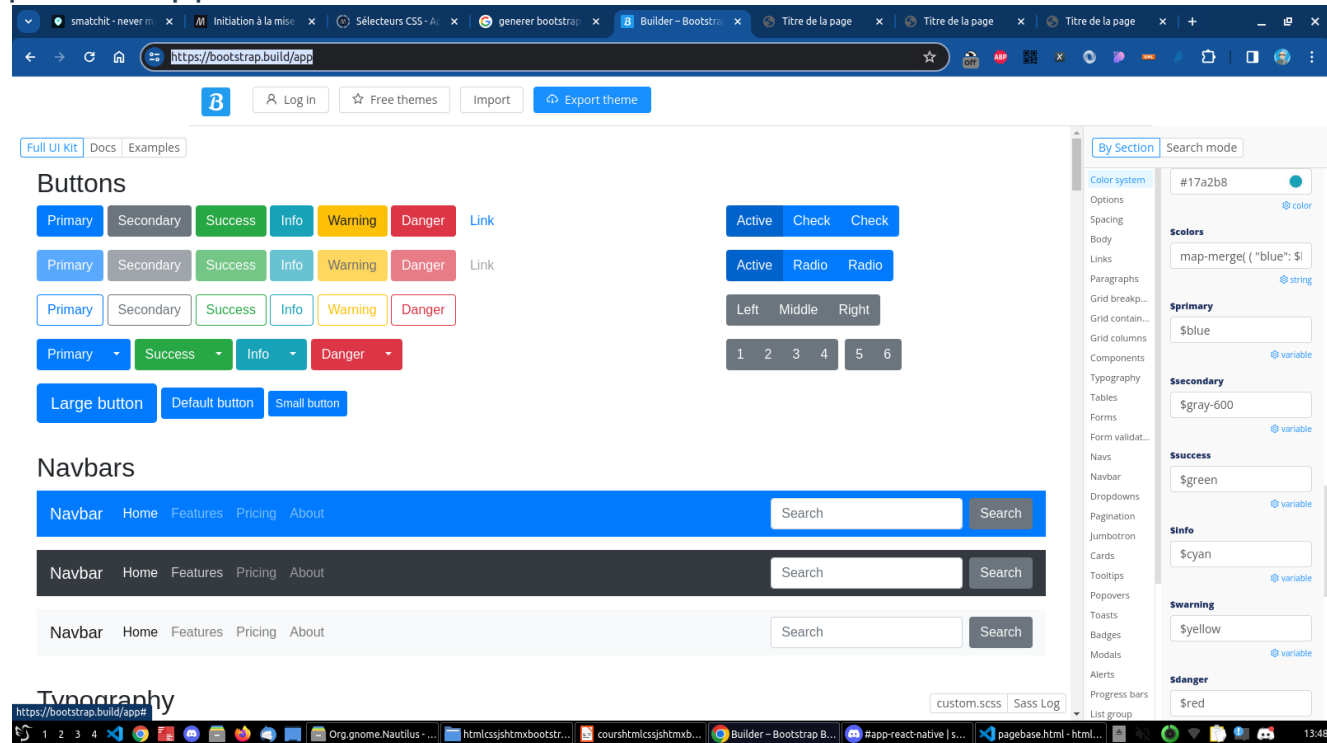 smatchit - never m
Initiation à la mise
Sélecteurs CSS - Ap
generer bootstrap
Builder – Bootstrap
Titre de la page
Titre de la page
Titre de la page
https://bootstrap.build/app
off
ABP
B
Log in
Free themes
Import
Export theme
Full UI Kit
Docs
Examples
Buttons
Primary Secondary Success Info Warning Danger Link
Active Check Check
Primary Secondary Success Info Warning Danger Link
Active Radio Radio
Primary Secondary Success Info Warning Danger
Left Middle Right
Primary Success Info Danger
1 2 3 4 5 6
Large button Default button Small button
Navbars
Navbar Home Features Pricing About Search Search
Navbar Home Features Pricing About Search Search
Navbar Home Features Pricing About Search Search
Typography
custom.scss Sass Log
https://bootstrap.build/app#
By Section Search mode
Color system
Options
Spacing
Body
Links
Paragraphs
Grid breakp...
Grid contain...
Grid columns
Components
Typography
Tables
Forms
Form validat...
Navs
Navbar
Dropdowns
Pagination
Jumbotron
Cards
Tooltips
Popovers
Toasts
Badges
Modals
Alerts
Progress bars
List group
#17a2b8
color
$colors
map-merge( ( "blue": $l
string
$primary
$blue
variable
$secondary
$gray-600
variable
$success
$green
variable
$info
$cyan
variable
$warning
$yellow
variable
$danger
$red
1 2 3 4
Org.gnome.Nautilus - ...
htmlcssjshtmxbootstr...
courshtmlcssjshtmxb...
Builder – Bootstrap B...
#app-react-native | s...
pagebase.html - html...
13:48